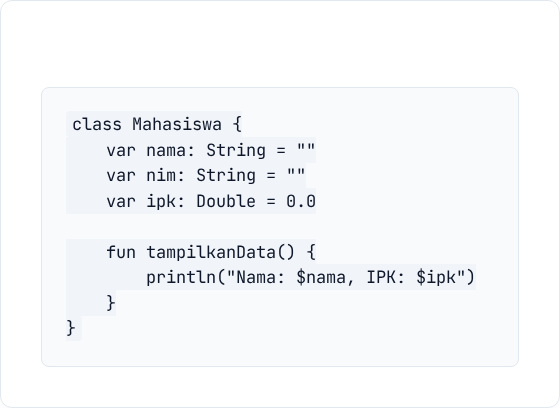 class Mahasiswa {
    var nama: String = ""
    var nim: String = ""
    var ipk: Double = 0.0

    fun tampilkanData() {
        println("Nama: $nama, IPK: $ipk")
    }
}